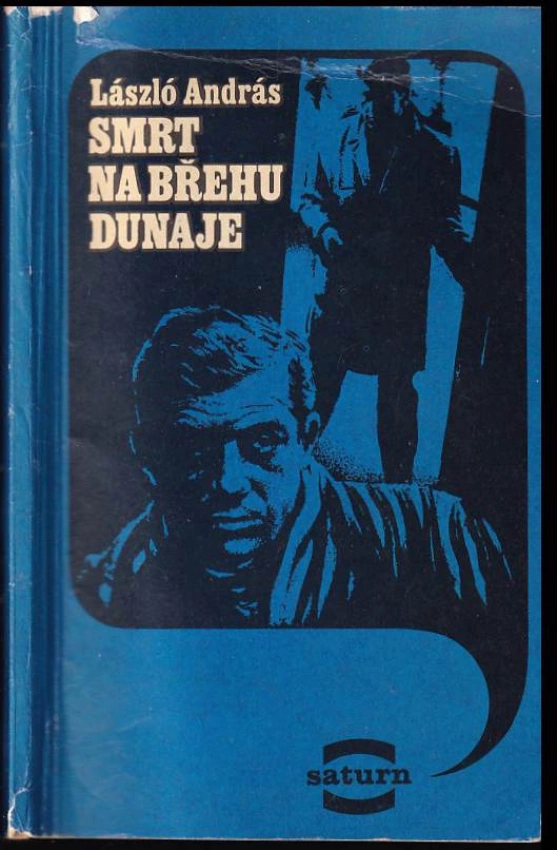 László András
SMRT
NA BŘEHU
DUNAJE
saturn